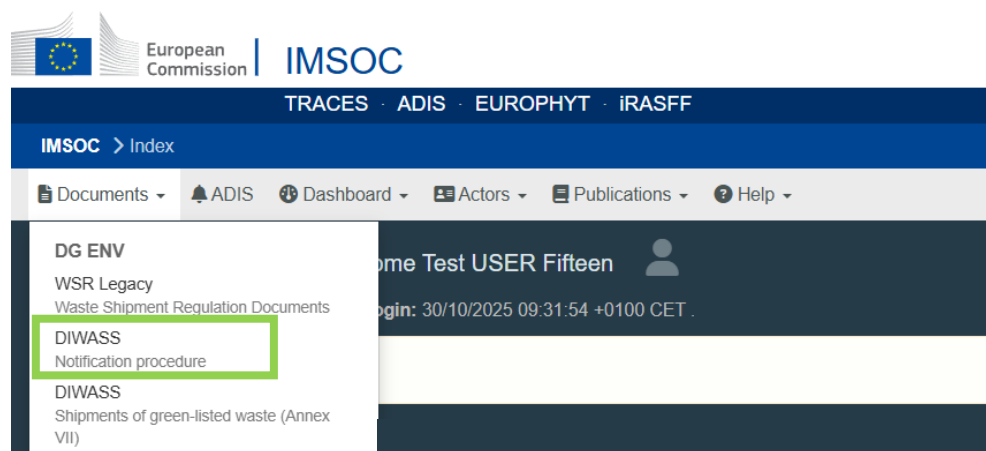 European
Commission
IMSOC
TRACES · ADIS · EUROPHYT · iRASFF
IMSOC > Index
Documents ADIS Dashboard Actors Publications Help
DG ENV
WSR Legacy
Waste Shipment Regulation Documents
DIWASS
Notification procedure
DIWASS
Shipments of green-listed waste (Annex
VII)
Test USER Fifteen
30/10/2025 09:31:54 +0100 CET .